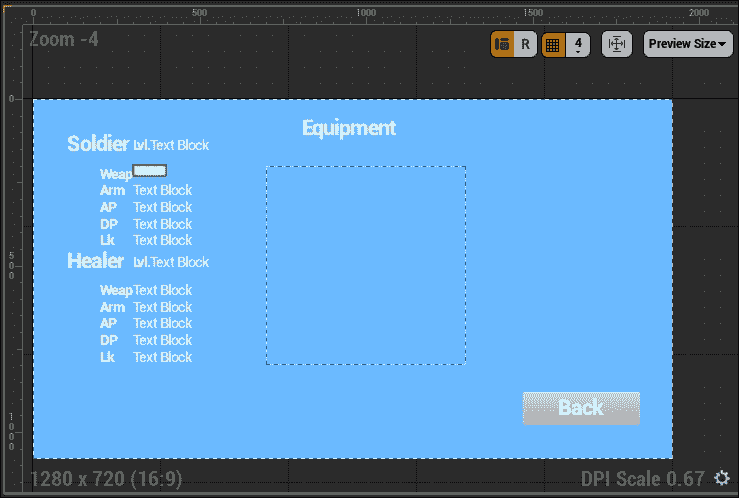 0 500 1000 1500 2000
Zoom -4
R 4 Preview Size
0
Equipment
Soldier Lvl.Text Block
Weap
Arm Text Block
AP Text Block
DP Text Block
Lk Text Block
500
Healer Lvl.Text Block
WeapText Block
Arm Text Block
AP Text Block
DP Text Block
Lk Text Block
Back
1000
1280 x 720 (16:9) DPI Scale 0.67